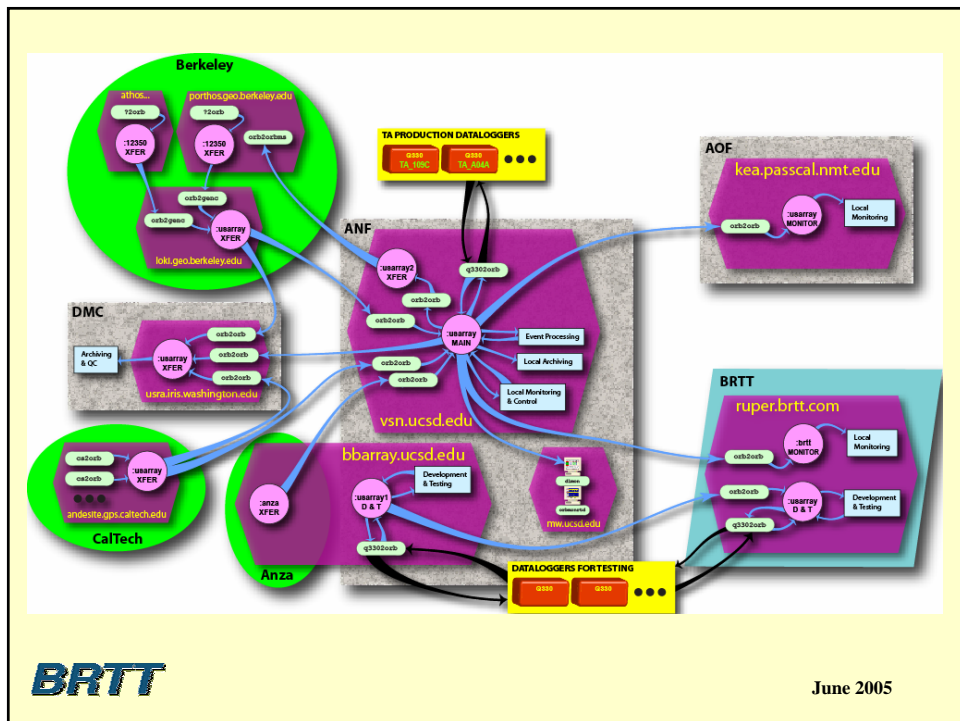 Berkeley
athos...
porthos.geo.berkeley.edu
?2orb
?2orb
orb2orbms
:12350
XFER
:12350
XFER
orb2genc
orb2genc
:usarray
XFER
loki.geo.berkeley.edu
TA PRODUCTION DATALOGGERS
Q330
TA_109C
Q330
TA_A04A
AOF
kea.passcal.nmt.edu
orb2orb
:usarray
MONITOR
Local
Monitoring
ANF
:usarray2
XFER
q3302orb
orb2orb
orb2orb
:usarray
MAIN
orb2orb
orb2orb
Event Processing
Local Archiving
Local Monitoring
& Control
vsn.ucsd.edu
DMC
Archiving
& QC
:usarray
XFER
orb2orb
orb2orb
orb2orb
usra.iris.washington.edu
cs2orb
cs2orb
:usarray
XFER
andesite.gps.caltech.edu
CalTech
bbarray.ucsd.edu
:anza
XFER
Anza
:usarray1
D & T
Development
& Testing
q3302orb
dlmon
mw.ucsd.edu
DATALOGGERS FOR TESTING
Q330
Q330
BRTT
ruper.brtt.com
orb2orb
:brtt
MONITOR
Local
Monitoring
orb2orb
:usarray
D & T
q3302orb
Development
& Testing
BRTT
June 2005